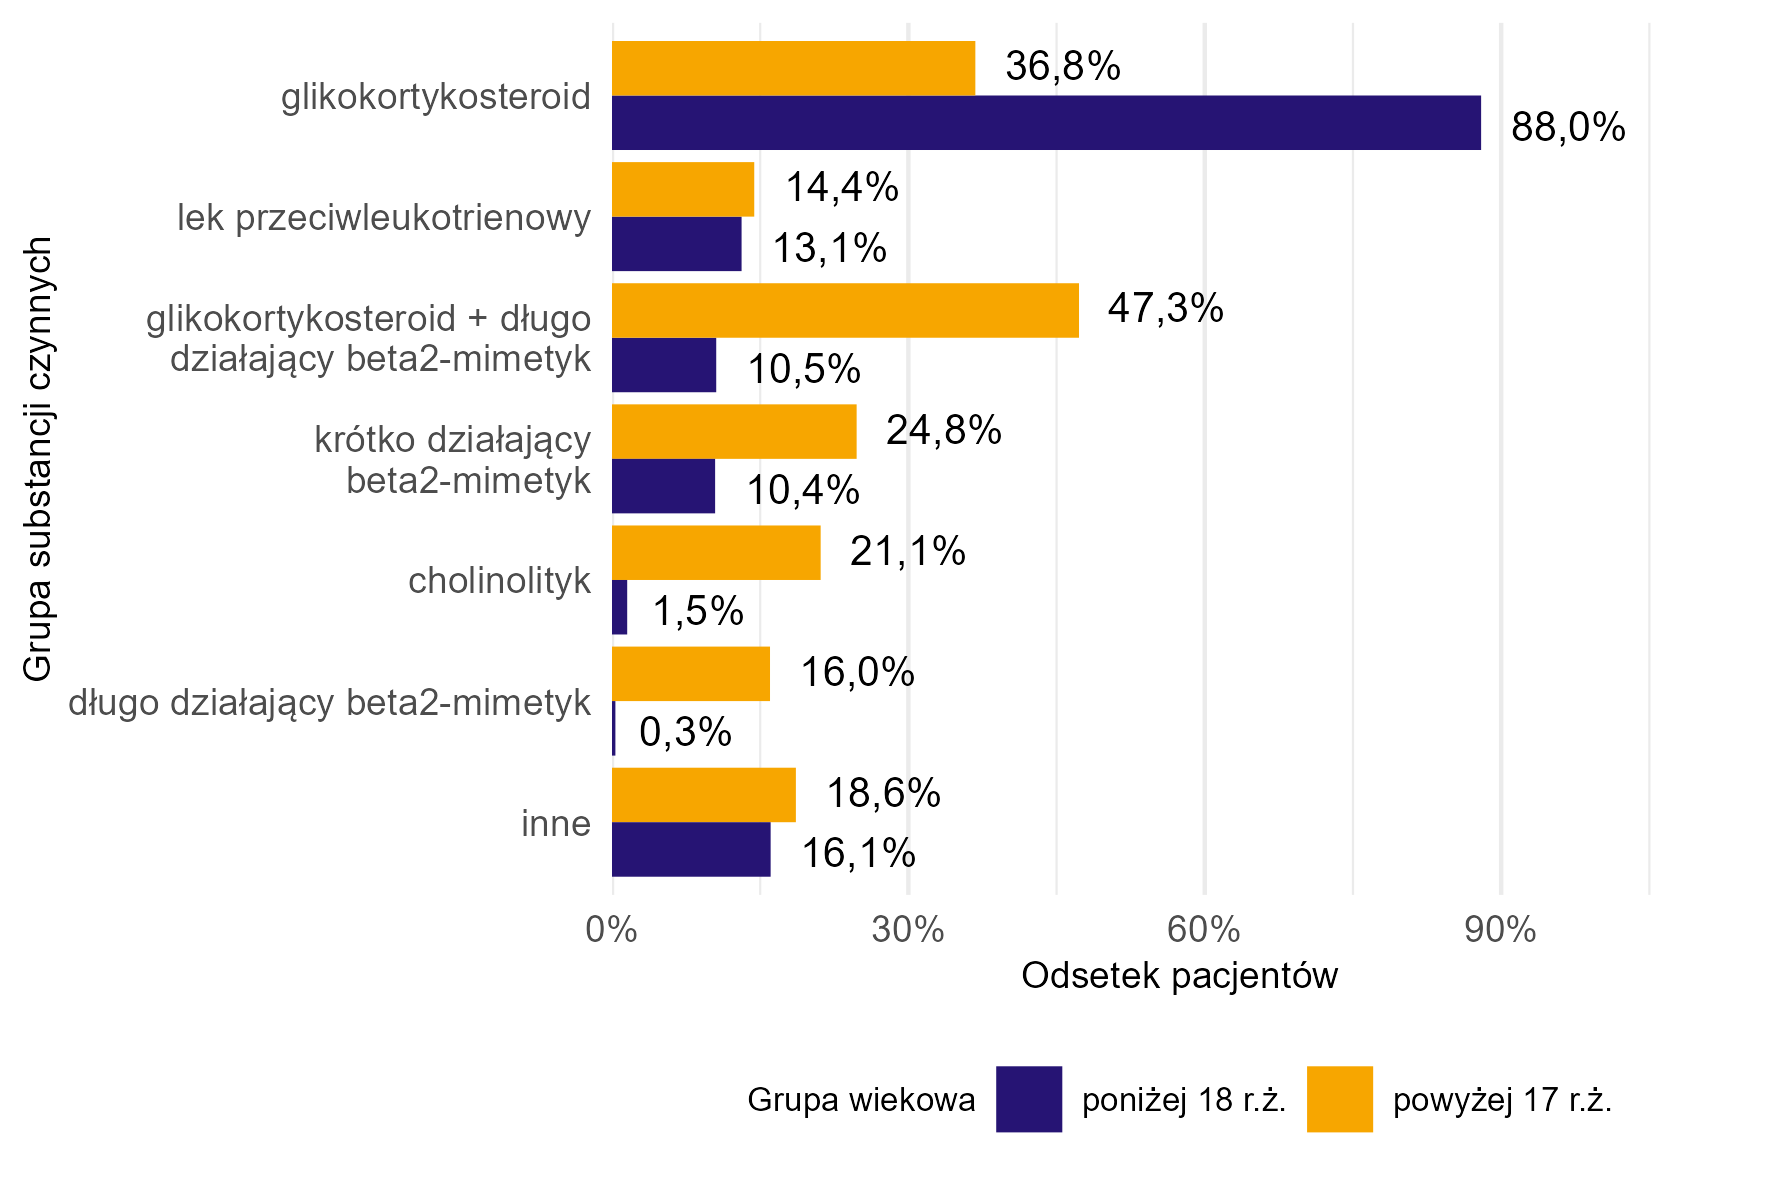 Grupa substancji czynnych
glikokortykosteroid
36,8%
88,0%
lek przeciwleukotrienowy
14,4%
13,1%
glikokortykosteroid + długo
działający beta2-mimetyk
47,3%
10,5%
krótko działający
beta2-mimetyk
24,8%
10,4%
cholinolityk
21,1%
1,5%
długo działający beta2-mimetyk
16,0%
0,3%
inne
18,6%
16,1%
0% 30% 60% 90%
Odsetek pacjentów
Grupa wiekowa poniżej 18 r.ż. powyżej 17 r.ż.